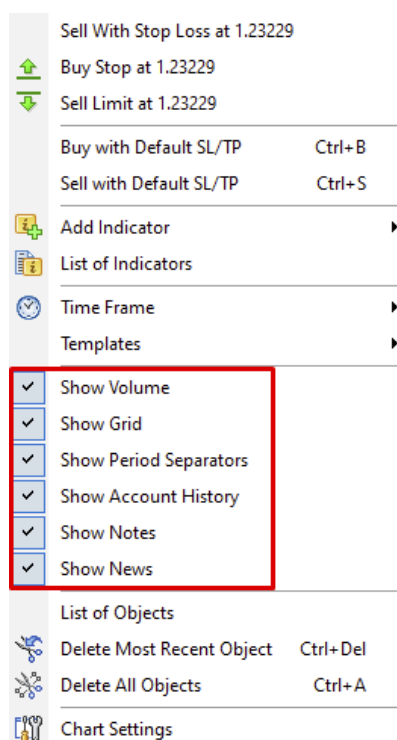 Sell With Stop Loss at 1.23229
Buy Stop at 1.23229
Sell Limit at 1.23229
Buy with Default SL/TP Ctrl+B
Sell with Default SL/TP Ctrl+S
Add Indicator
List of Indicators
Time Frame
Templates
Show Volume
Show Grid
Show Period Separators
Show Account History
Show Notes
Show News
List of Objects
Delete Most Recent Object Ctrl+Del
Delete All Objects Ctrl+A
Chart Settings